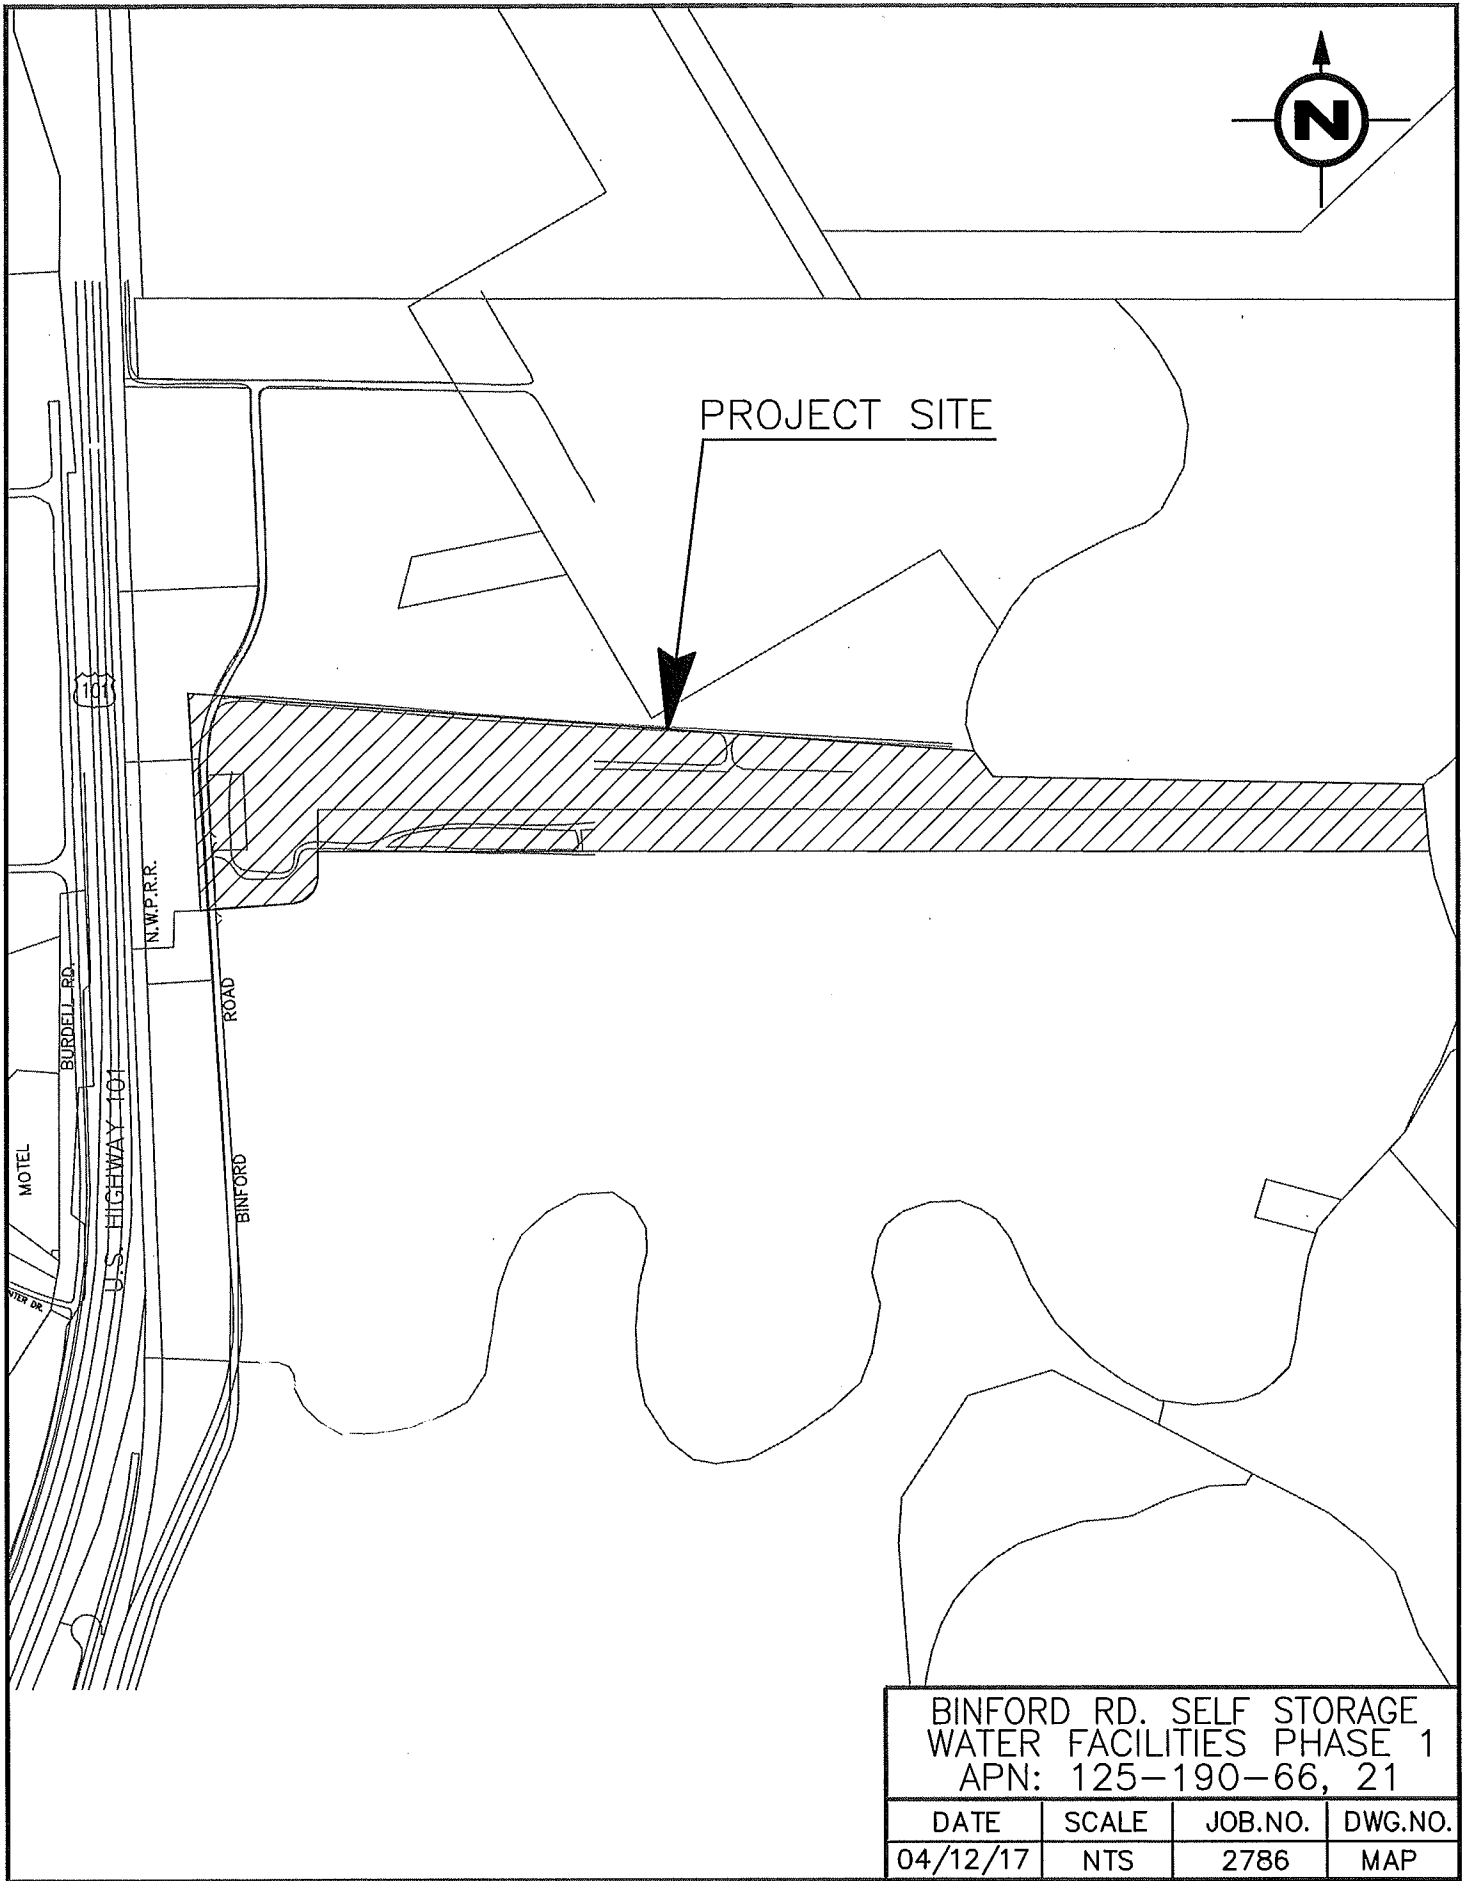 N
PROJECT SITE
101
N.W.P.R.R.
BURDELL RD.
ROAD
U.S. HIGHWAY 101
MOTEL
BINFORD
DR.
BINFORD RD. SELF STORAGE
WATER FACILITIES PHASE 1
APN: 125-190-66, 21
DATE SCALE JOB.NO. DWG.NO.
04/12/17 NTS 2786 MAP